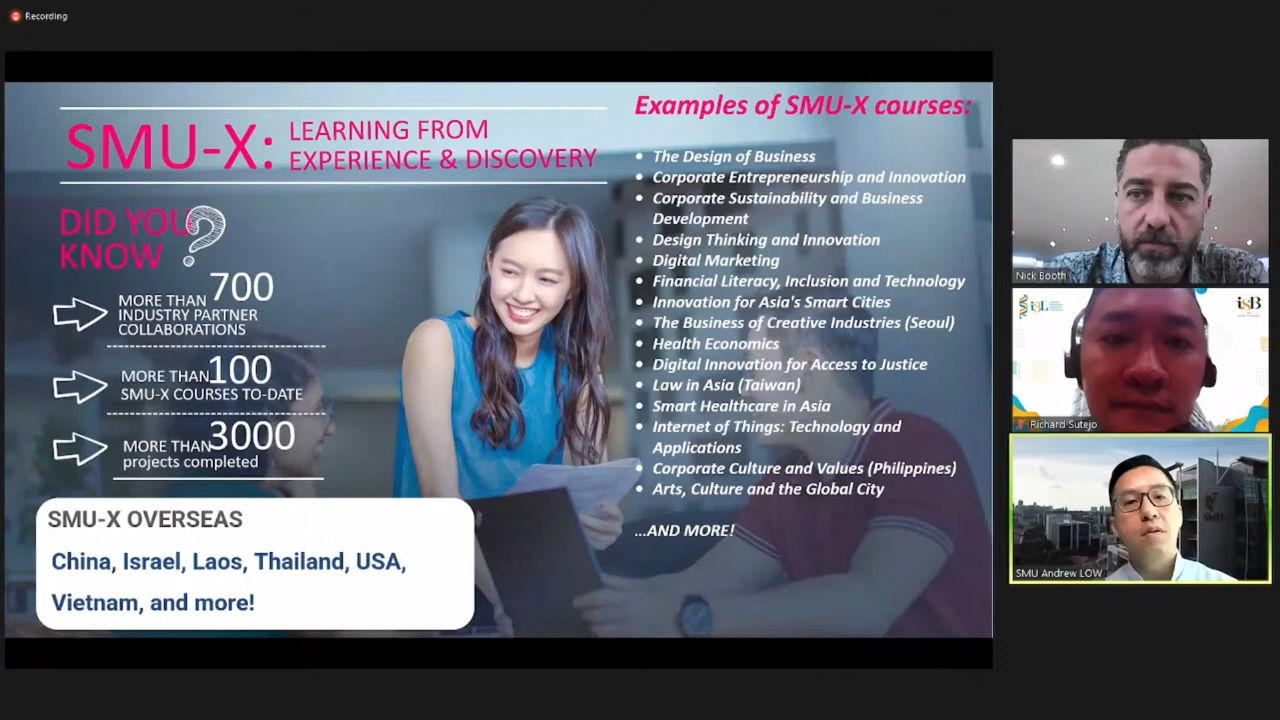 Recording
SMU-X: LEARNING FROM
EXPERIENCE & DISCOVERY
DID YOU
KNOW ?
MORE THAN 700
INDUSTRY PARTNER
COLLABORATIONS
MORE THAN 100
SMU-X COURSES TO-DATE
MORE THAN 3000
projects completed
SMU-X OVERSEAS
China, Israel, Laos, Thailand, USA,
Vietnam, and more!
Examples of SMU-X courses:
• The Design of Business
• Corporate Entrepreneurship and Innovation
• Corporate Sustainability and Business
Development
• Design Thinking and Innovation
• Digital Marketing
• Financial Literacy, Inclusion and Technology
• Innovation for Asia's Smart Cities
• The Business of Creative Industries (Seoul)
• Health Economics
• Digital Innovation for Access to Justice
• Law in Asia (Taiwan)
• Smart Healthcare in Asia
• Internet of Things: Technology and
Applications
• Corporate Culture and Values (Philippines)
• Arts, Culture and the Global City
...AND MORE!
Nick Booth
isL
isB
Richard Sutejo
SMU
SMU Andrew LOW